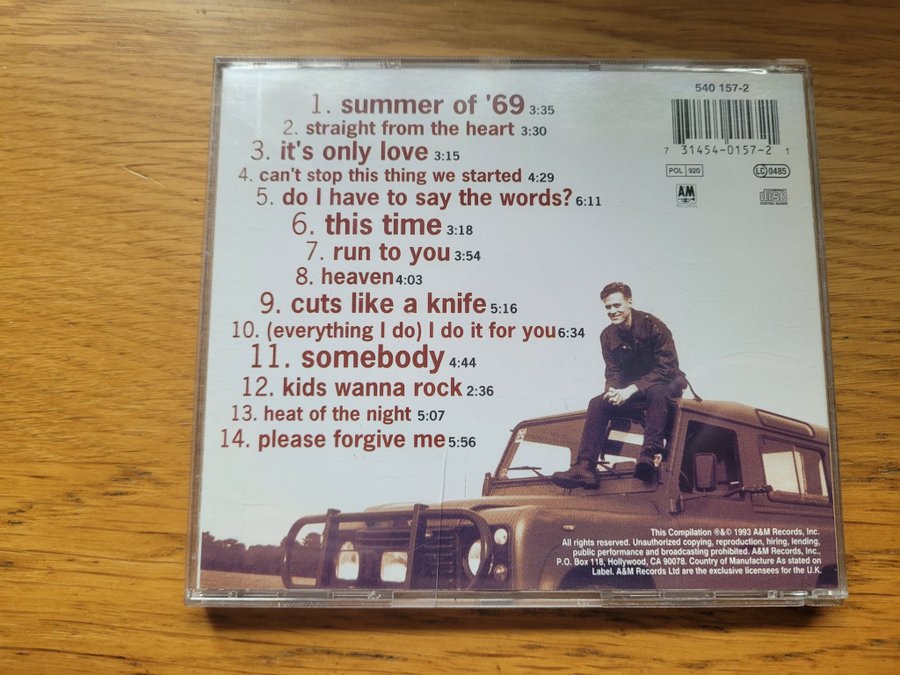 1. summer of '69 3:35
2. straight from the heart 3:30
3. it's only love 3:15
4. can't stop this thing we started 4:29
5. do I have to say the words? 6:11
6. this time 3:18
7. run to you 3:54
8. heaven 4:03
9. cuts like a knife 5:16
10. (everything I do) I do it for you 6:34
11. somebody 4:44
12. kids wanna rock 2:36
13. heat of the night 5:07
14. please forgive me 5:56
540 157-2
7 31454-0157-2 1
POL 920
LC 0485
AM
RECORDS
COMPACT
disc
DIGITAL AUDIO
This Compilation ℗&© 1993 A&M Records, Inc.
All rights reserved. Unauthorized copying, reproduction, hiring, lending,
public performance and broadcasting prohibited. A&M Records, Inc.,
P.O. Box 118, Hollywood, CA 90078. Country of Manufacture As stated on
Label. A&M Records Ltd are the exclusive licensees for the U.K.